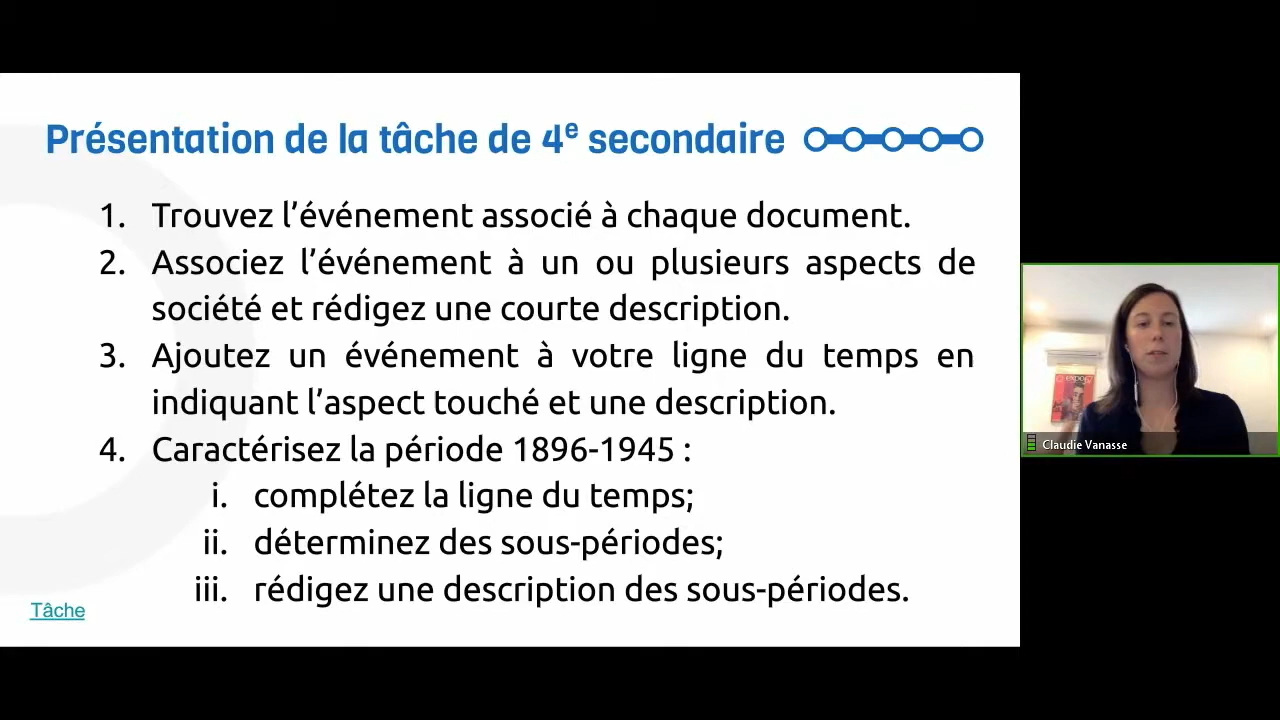 Présentation de la tâche de 4e secondaire
1. Trouvez l’événement associé à chaque document.
2. Associez l’événement à un ou plusieurs aspects de
société et rédigez une courte description.
3. Ajoutez un événement à votre ligne du temps en
indiquant l’aspect touché et une description.
4. Caractérisez la période 1896-1945 :
i. complétez la ligne du temps;
ii. déterminez des sous-périodes;
iii. rédigez une description des sous-périodes.
Tâche
expo67
Claudie Vanasse